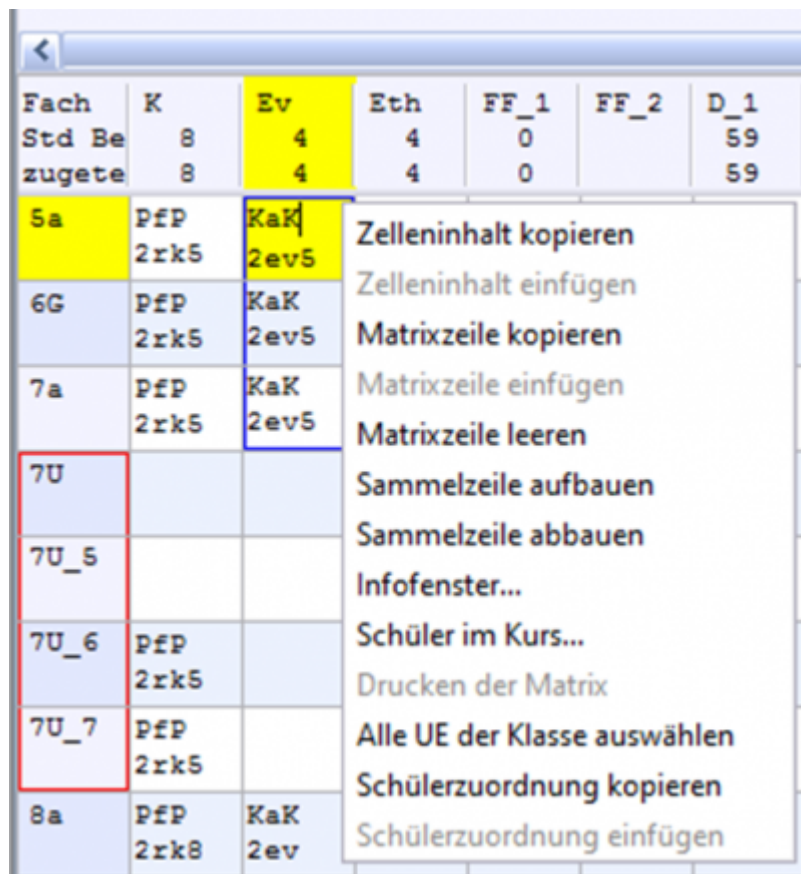 Fach K Ev Eth FF_1 FF_2 D_1
Std Be 8 4 4 0 59
zugete 8 4 4 0 59
5a PfP KaK
2rk5 2ev5
6G PfP KaK
2rk5 2ev5
7a PfP KaK
2rk5 2ev5
7U
7U_5
7U_6 PfP
2rk5
7U_7 PfP
2rk5
8a PfP KaK
2rk8 2ev
Zelleninhalt kopieren
Zelleninhalt einfügen
Matrixzeile kopieren
Matrixzeile einfügen
Matrixzeile leeren
Sammelzeile aufbauen
Sammelzeile abbauen
Infofenster...
Schüler im Kurs...
Drucken der Matrix
Alle UE der Klasse auswählen
Schülerzuordnung kopieren
Schülerzuordnung einfügen